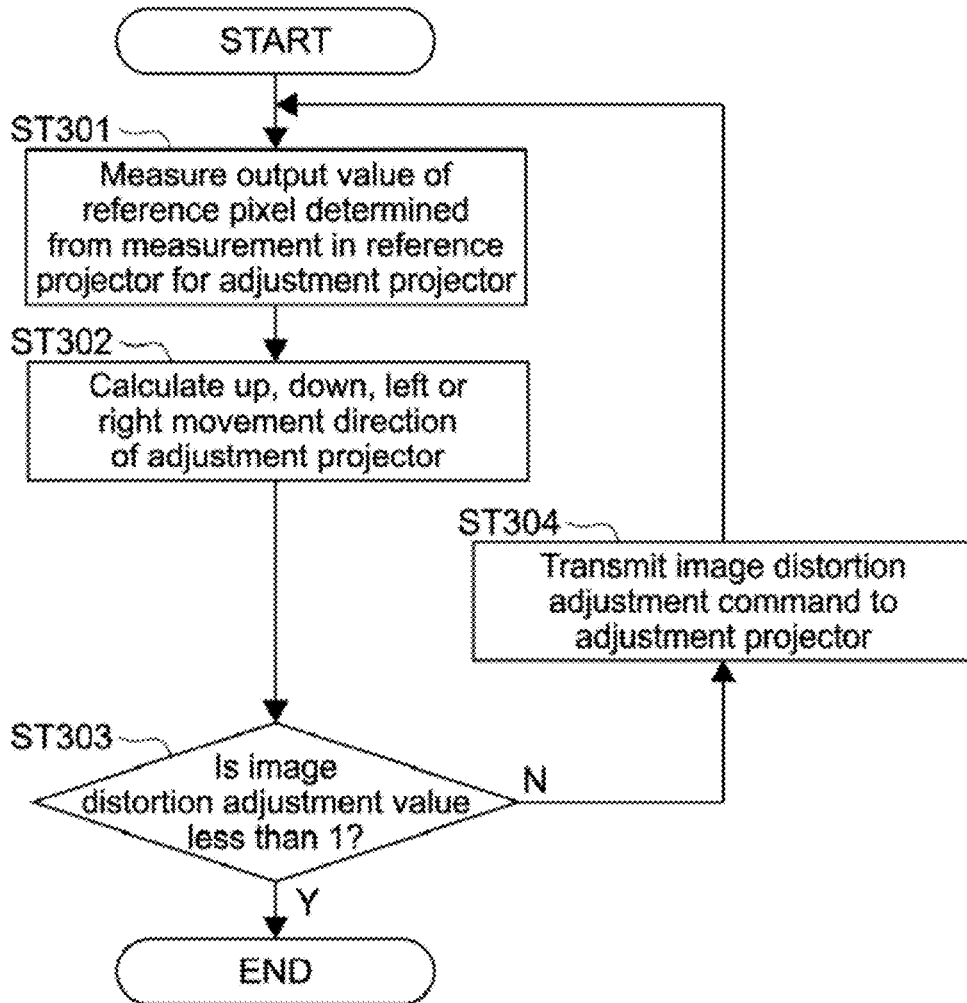 START
ST301
Measure output value of
reference pixel determined
from measurement in reference
projector for adjustment projector
ST302
Calculate up, down, left or
right movement direction
of adjustment projector
ST304
Transmit image distortion
adjustment command to
adjustment projector
ST303
Is image
distortion adjustment value
less than 1?
N
Y
END